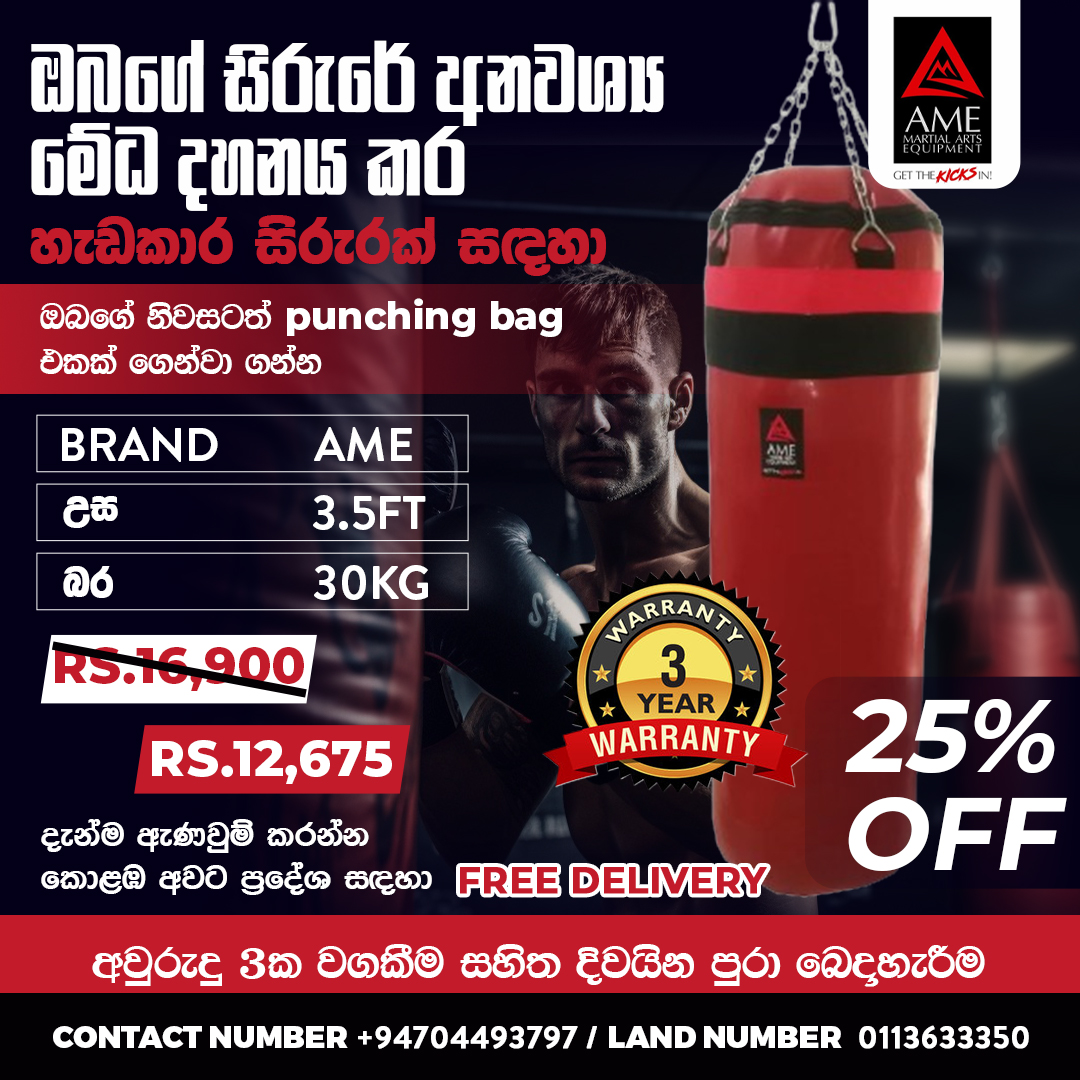 ඔබගේ සිරුරේ අනවශ්‍ය
මේධ දහනය කර
හැඩකාර සිරුරක් සඳහා
ඔබගේ නිවසටත් punching bag
එකක් ගෙන්වා ගන්න
AME
MARTIAL ARTS
EQUIPMENT
GET THE KICKS IN!
BRAND AME
උස 3.5FT
බර 30KG
AME
RS.16,900
RS.12,675
WARRANTY
3
YEAR
WARRANTY
25%
OFF
දැන්ම ඇණවුම් කරන්න
කොළඹ අවට ප්‍රදේශ සඳහා FREE DELIVERY
අවුරුදු 3ක වගකීම සහිත දිවයින පුරා බෙදාහැරීම
CONTACT NUMBER +94704493797 / LAND NUMBER 0113633350